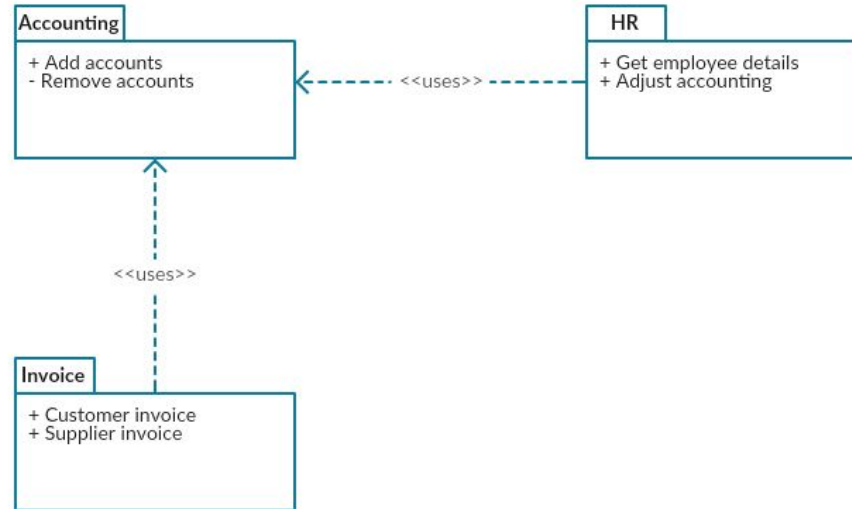 Accounting
+ Add accounts
- Remove accounts
<<uses>>
HR
+ Get employee details
+ Adjust accounting
<<uses>>
Invoice
+ Customer invoice
+ Supplier invoice